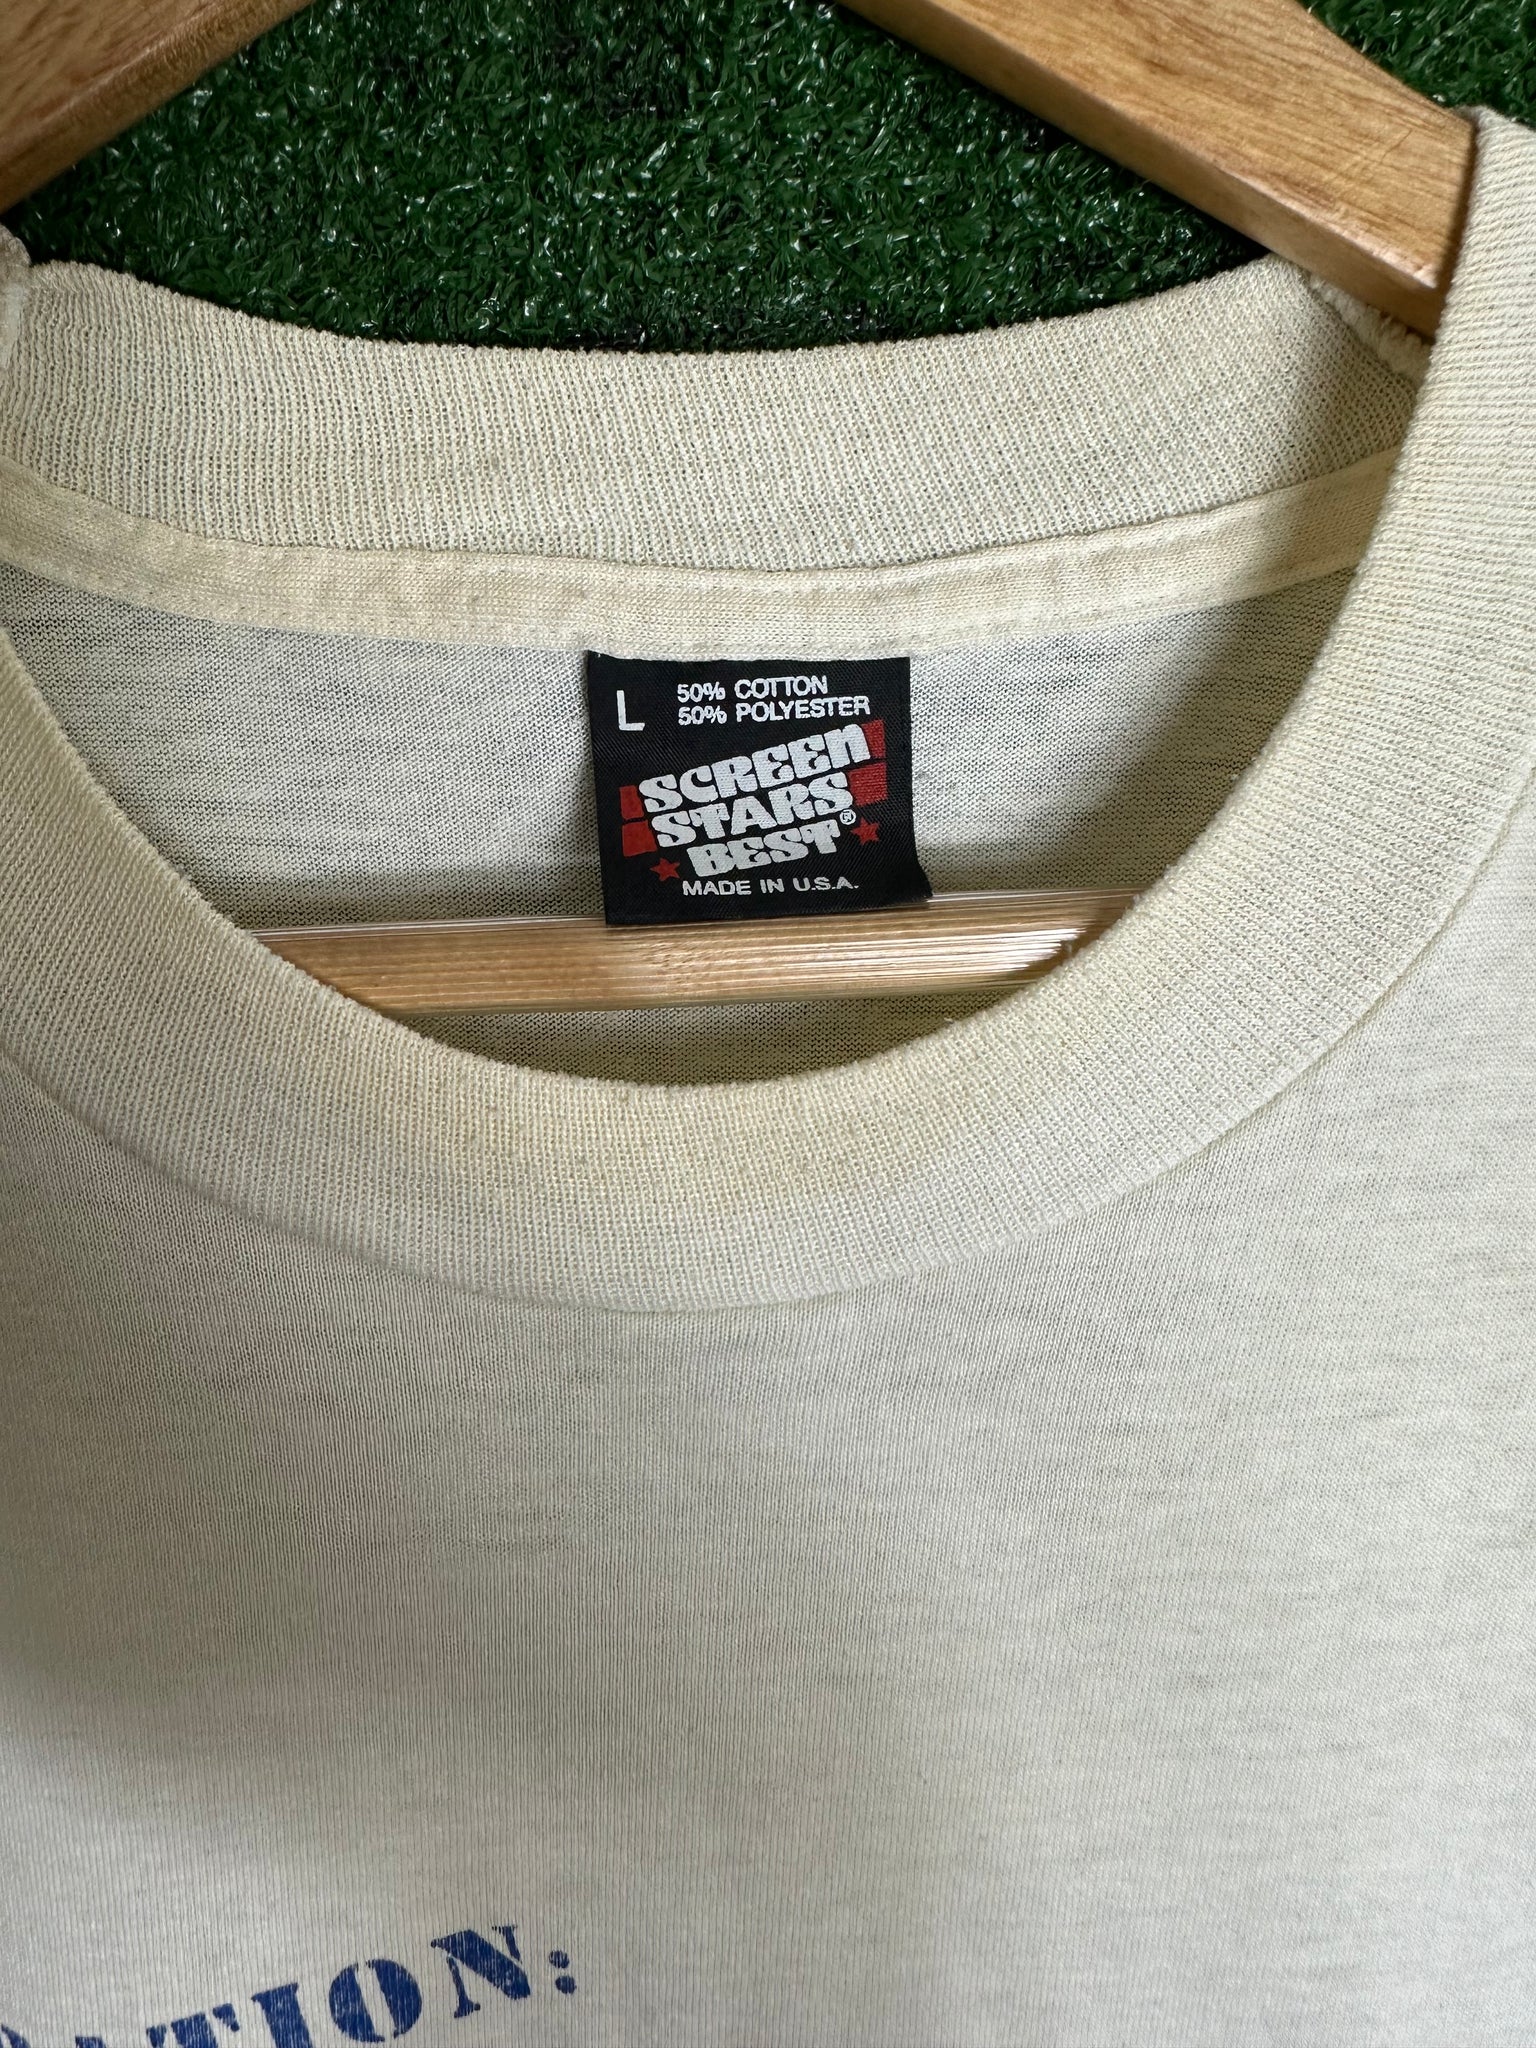 L
50% COTTON
50% POLYESTER
SCREEN
STARS
BEST®
MADE IN U.S.A.